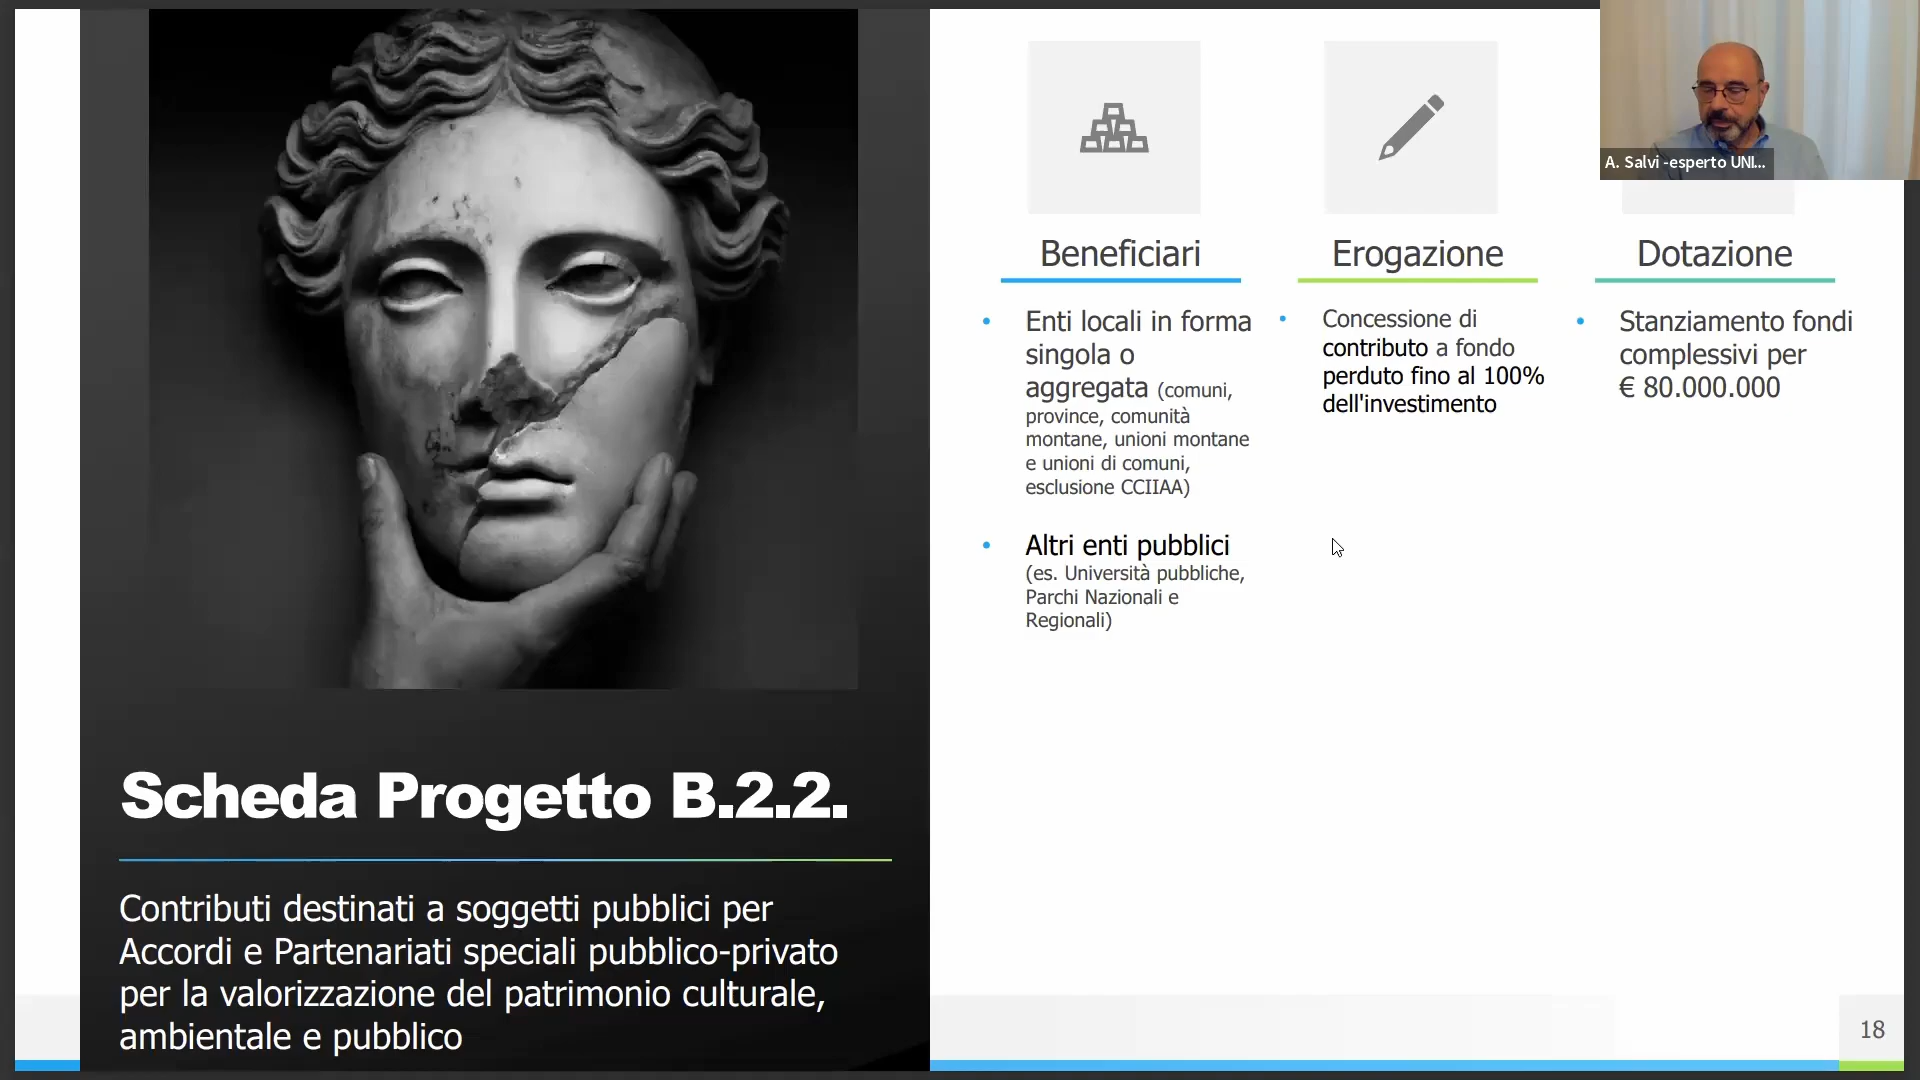 Scheda Progetto B.2.2.
Contributi destinati a soggetti pubblici per
Accordi e Partenariati speciali pubblico-privato
per la valorizzazione del patrimonio culturale,
ambientale e pubblico
Beneficiari
Enti locali in forma
singola o
aggregata (comuni,
province, comunità
montane, unioni montane
e unioni di comuni,
esclusione CCIIAA)
Altri enti pubblici
(es. Università pubbliche,
Parchi Nazionali e
Regionali)
Erogazione
Concessione di
contributo a fondo
perduto fino al 100%
dell'investimento
Dotazione
Stanziamento fondi
complessivi per
€ 80.000.000
A. Salvi -esperto UNI...
18